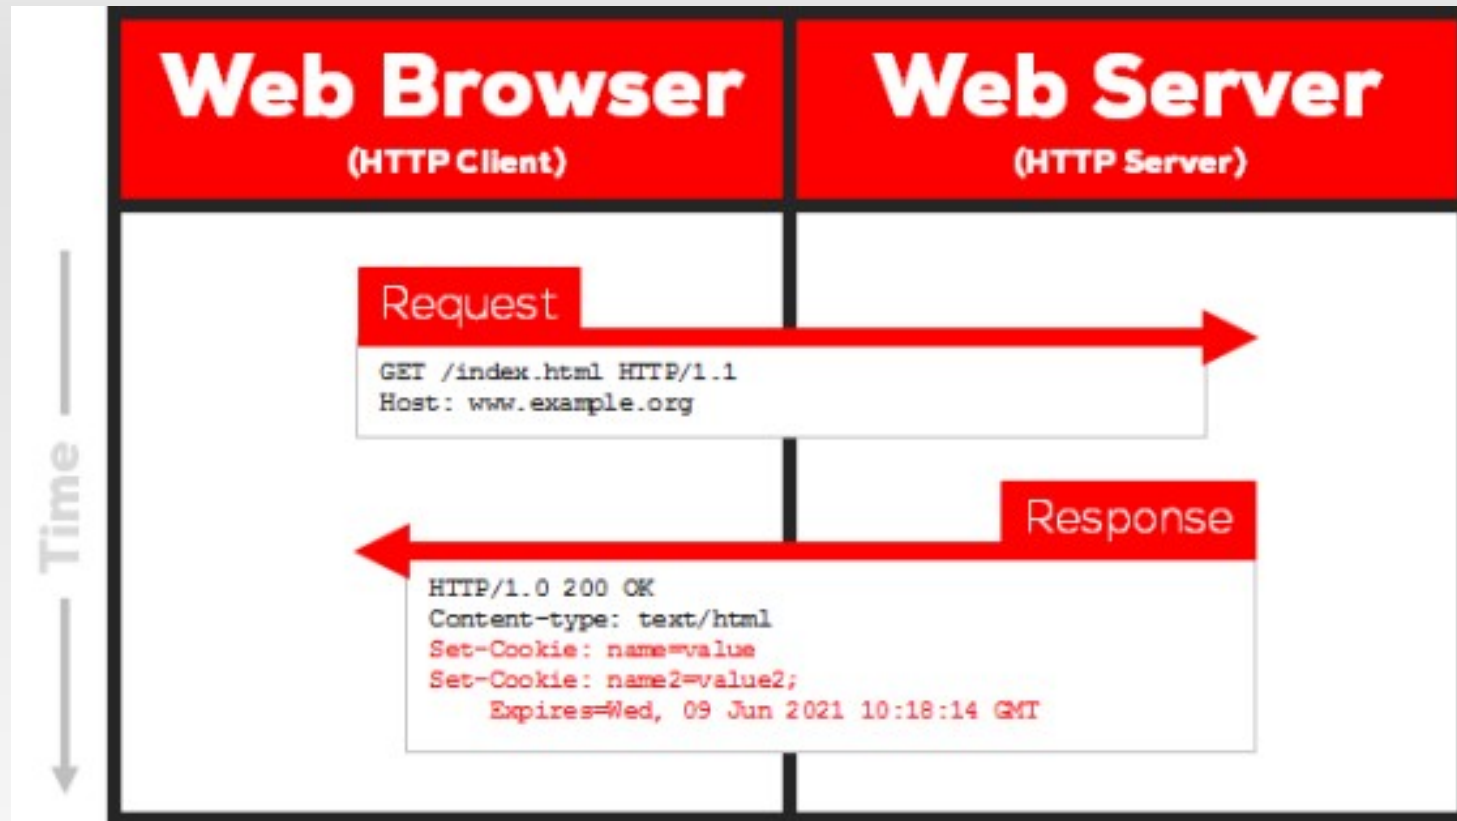 Web Browser
(HTTP Client)
Web Server
(HTTP Server)
Time
Request
GET /index.html HTTP/1.1
Host: www.example.org
Response
HTTP/1.0 200 OK
Content-type: text/html
Set-Cookie: name=value
Set-Cookie: name2=value2;
Expires=Wed, 09 Jun 2021 10:18:14 GMT